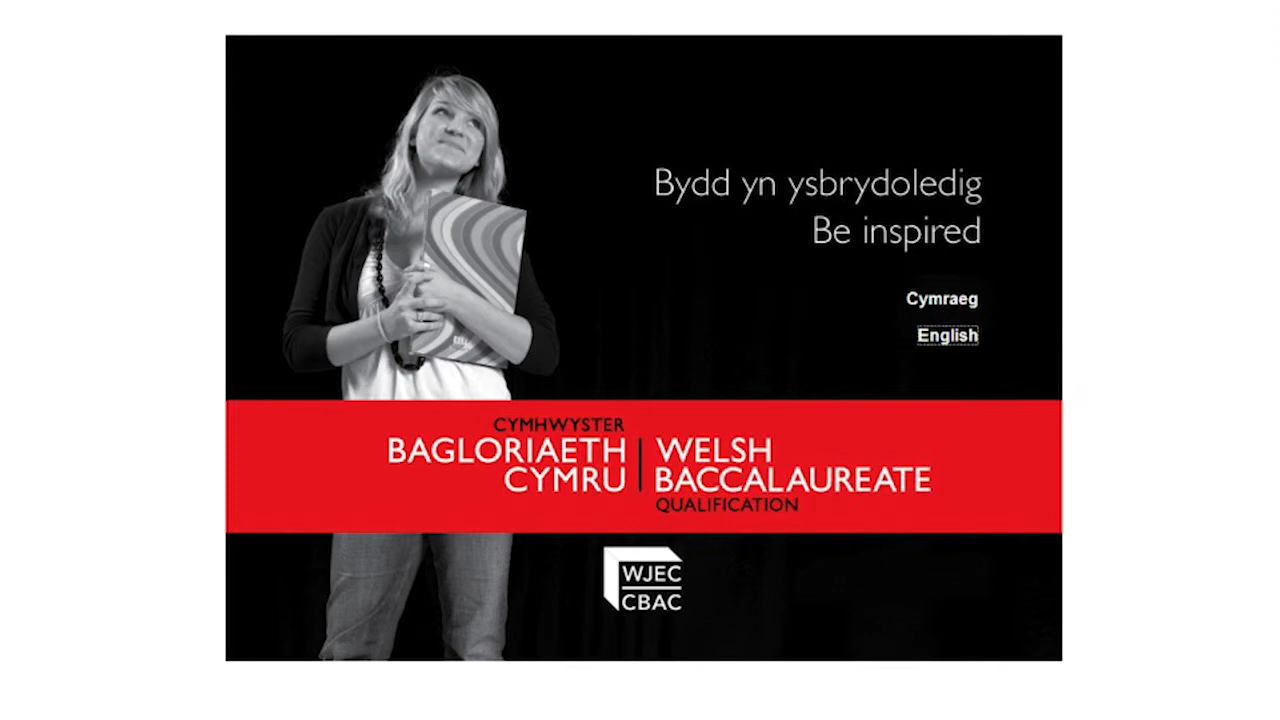 Bydd yn ysbrydoledig
Be inspired
Cymraeg
English
CYMHWYSTER
BAGLORIAETH
CYMRU
WELSH
BACCALAUREATE
QUALIFICATION
WJEC
CBAC